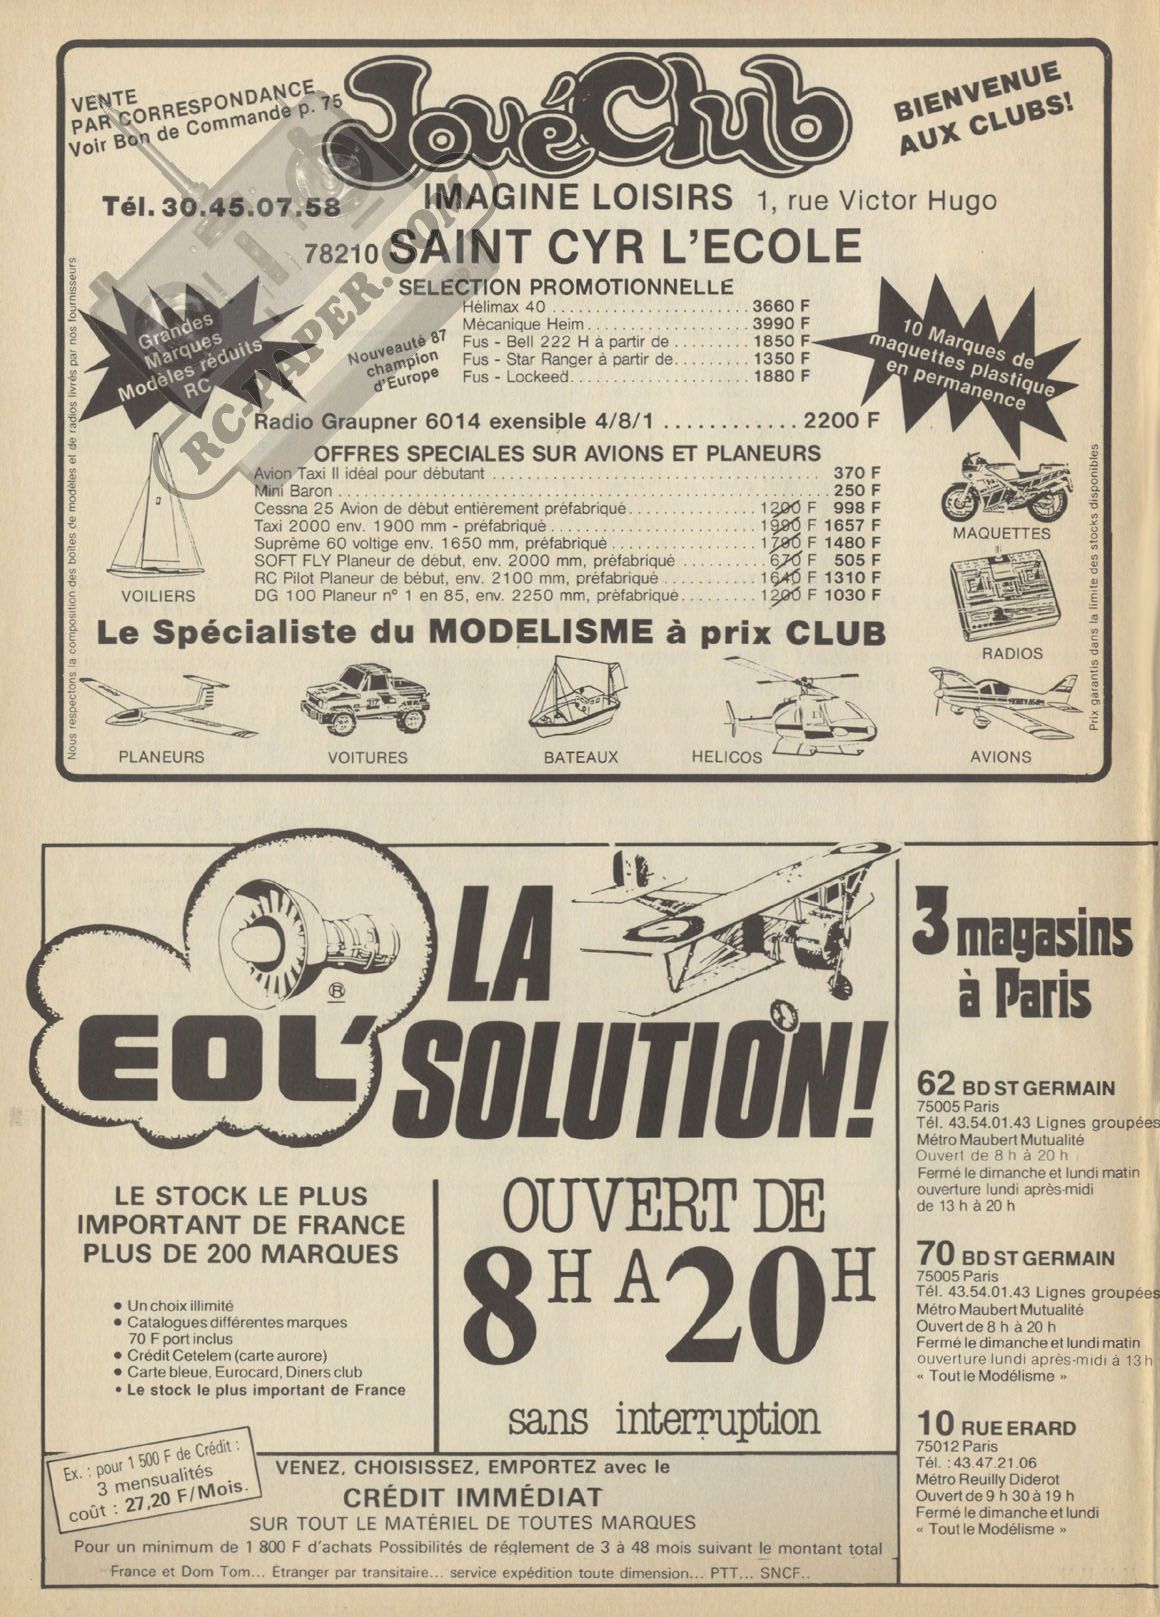 VENTE
PAR CORRESPONDANCE
Voir Bon de Commande p. 75
JouéClub
BIENVENUE
AUX CLUBS!
Tél. 30.45.07.58
IMAGINE LOISIRS 1, rue Victor Hugo
78210 SAINT CYR L'ECOLE
SELECTION PROMOTIONNELLE
Hélimax 40 ........ 3660 F
Mécanique Heim ........ 3990 F
Fus - Bell 222 H à partir de ........ 1850 F
Fus - Star Ranger à partir de ........ 1350 F
Fus - Lockeed ........ 1880 F
Nouveauté 87
champion
d'Europe
Grandes
Marques
Modèles réduits
RC
10 Marques de
maquettes plastique
en permanence
RC-PAPER.COM
Radio Graupner 6014 exensible 4/8/1 ........ 2200 F
OFFRES SPECIALES SUR AVIONS ET PLANEURS
Avion Taxi II idéal pour débutant ........ 370 F
Mini Baron ........ 250 F
Cessna 25 Avion de début entièrement préfabriqué ........ 1200 F 998 F
Taxi 2000 env. 1900 mm - préfabriqué ........ 1900 F 1657 F
Suprême 60 voltige env. 1650 mm, préfabriqué ........ 1790 F 1480 F
SOFT FLY Planeur de début, env. 2000 mm, préfabriqué ........ 670 F 505 F
RC Pilot Planeur de bébut, env. 2100 mm, préfabriqué ........ 1640 F 1310 F
DG 100 Planeur n° 1 en 85, env. 2250 mm, préfabriqué ........ 1200 F 1030 F
VOILIERS
MAQUETTES
RADIOS
Le Spécialiste du MODELISME à prix CLUB
PLANEURS
VOITURES
BATEAUX
HELICOS
AVIONS
Nous respectons la composition des boîtes de modèles et de radios livrés par nos fournisseurs
Prix garantis dans la limite des stocks disponibles
EOL'
®
LA
SOLUTION!
LE STOCK LE PLUS
IMPORTANT DE FRANCE
PLUS DE 200 MARQUES
• Un choix illimité
• Catalogues différentes marques
70 F port inclus
• Crédit Cetelem (carte aurore)
• Carte bleue, Eurocard, Diners club
• Le stock le plus important de France
OUVERT DE
8H A 20H
sans interruption
Ex. : pour 1 500 F de Crédit :
3 mensualités
coût : 27,20 F/Mois.
VENEZ, CHOISISSEZ, EMPORTEZ avec le
CRÉDIT IMMÉDIAT
SUR TOUT LE MATÉRIEL DE TOUTES MARQUES
Pour un minimum de 1 800 F d'achats Possibilités de réglement de 3 à 48 mois suivant le montant total
France et Dom Tom... Etranger par transitaire... service expédition toute dimension... PTT... SNCF..
3 magasins
à Paris
62 BD ST GERMAIN
75005 Paris
Tél. 43.54.01.43 Lignes groupées
Métro Maubert Mutualité
Ouvert de 8 h à 20 h
Fermé le dimanche et lundi matin
ouverture lundi après-midi
de 13 h à 20 h
70 BD ST GERMAIN
75005 Paris
Tél. 43.54.01.43 Lignes groupées
Métro Maubert Mutualité
Ouvert de 8 h à 20 h
Fermé le dimanche et lundi matin
ouverture lundi après-midi à 13 h
« Tout le Modélisme »
10 RUE ERARD
75012 Paris
Tél. : 43.47.21.06
Métro Reuilly Diderot
Ouvert de 9 h 30 à 19 h
Fermé le dimanche et lundi
« Tout le Modélisme »